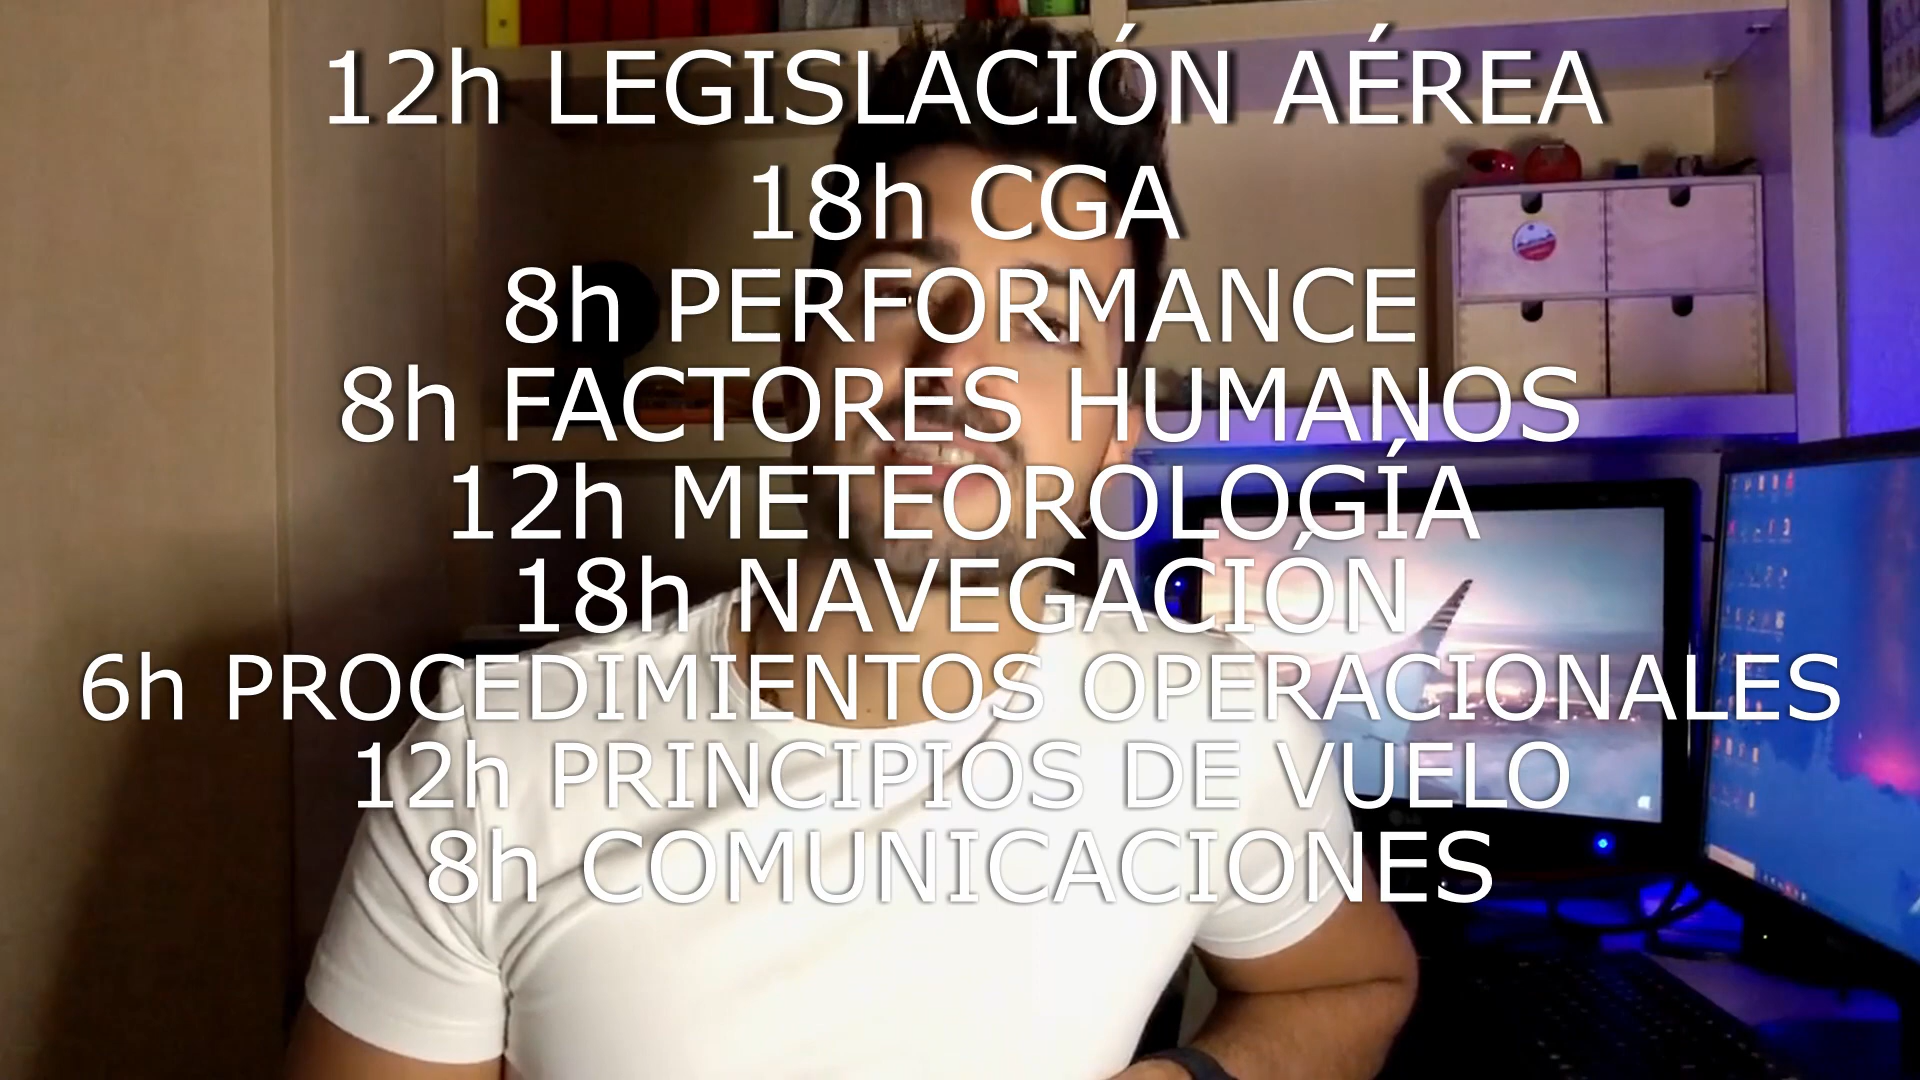 12h LEGISLACIÓN AÉREA
18h CGA
8h PERFORMANCE
8h FACTORES HUMANOS
12h METEOROLOGÍA
18h NAVEGACIÓN
6h PROCEDIMIENTOS OPERACIONALES
12h PRINCIPIOS DE VUELO
8h COMUNICACIONES